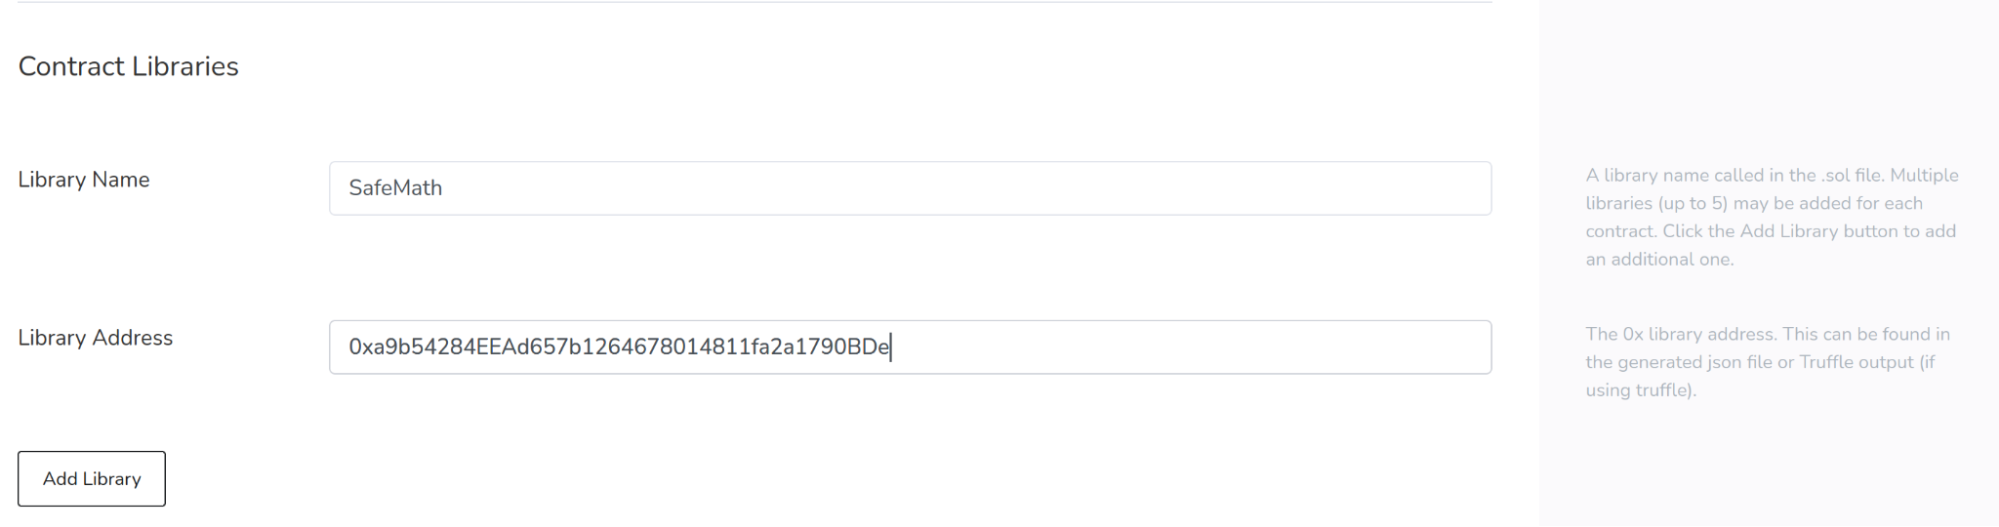 Contract Libraries
Library Name
SafeMath
A library name called in the .sol file. Multiple
libraries (up to 5) may be added for each
contract. Click the Add Library button to add
an additional one.
Library Address
0xa9b54284EEAd657b1264678014811fa2a1790BDe
The 0x library address. This can be found in
the generated json file or Truffle output (if
using truffle).
Add Library